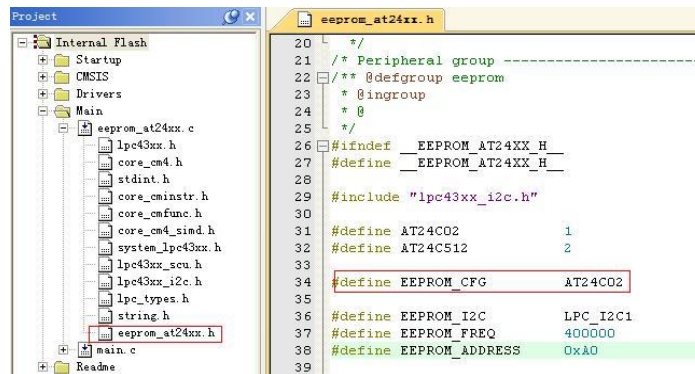 Project
Internal Flash
Startup
CMSIS
Drivers
Main
eeprom_at24xx.c
lpc43xx.h
core_cm4.h
stdint.h
core_cminstr.h
core_cmfunc.h
core_cm4_simd.h
system_lpc43xx.h
lpc43xx_scu.h
lpc43xx_i2c.h
lpc_types.h
string.h
eeprom_at24xx.h
main.c
Readme
eeprom_at24xx.h
20 */
21 /* Peripheral group ----------------------
22 /** @defgroup eeprom
23 * @ingroup
24 * @
25 */
26 #ifndef __EEPROM_AT24XX_H__
27 #define __EEPROM_AT24XX_H__
28
29 #include "lpc43xx_i2c.h"
30
31 #define AT24C02 1
32 #define AT24C512 2
33
34 #define EEPROM_CFG AT24C02
35
36 #define EEPROM_I2C LPC_I2C1
37 #define EEPROM_FREQ 400000
38 #define EEPROM_ADDRESS 0xA0
39